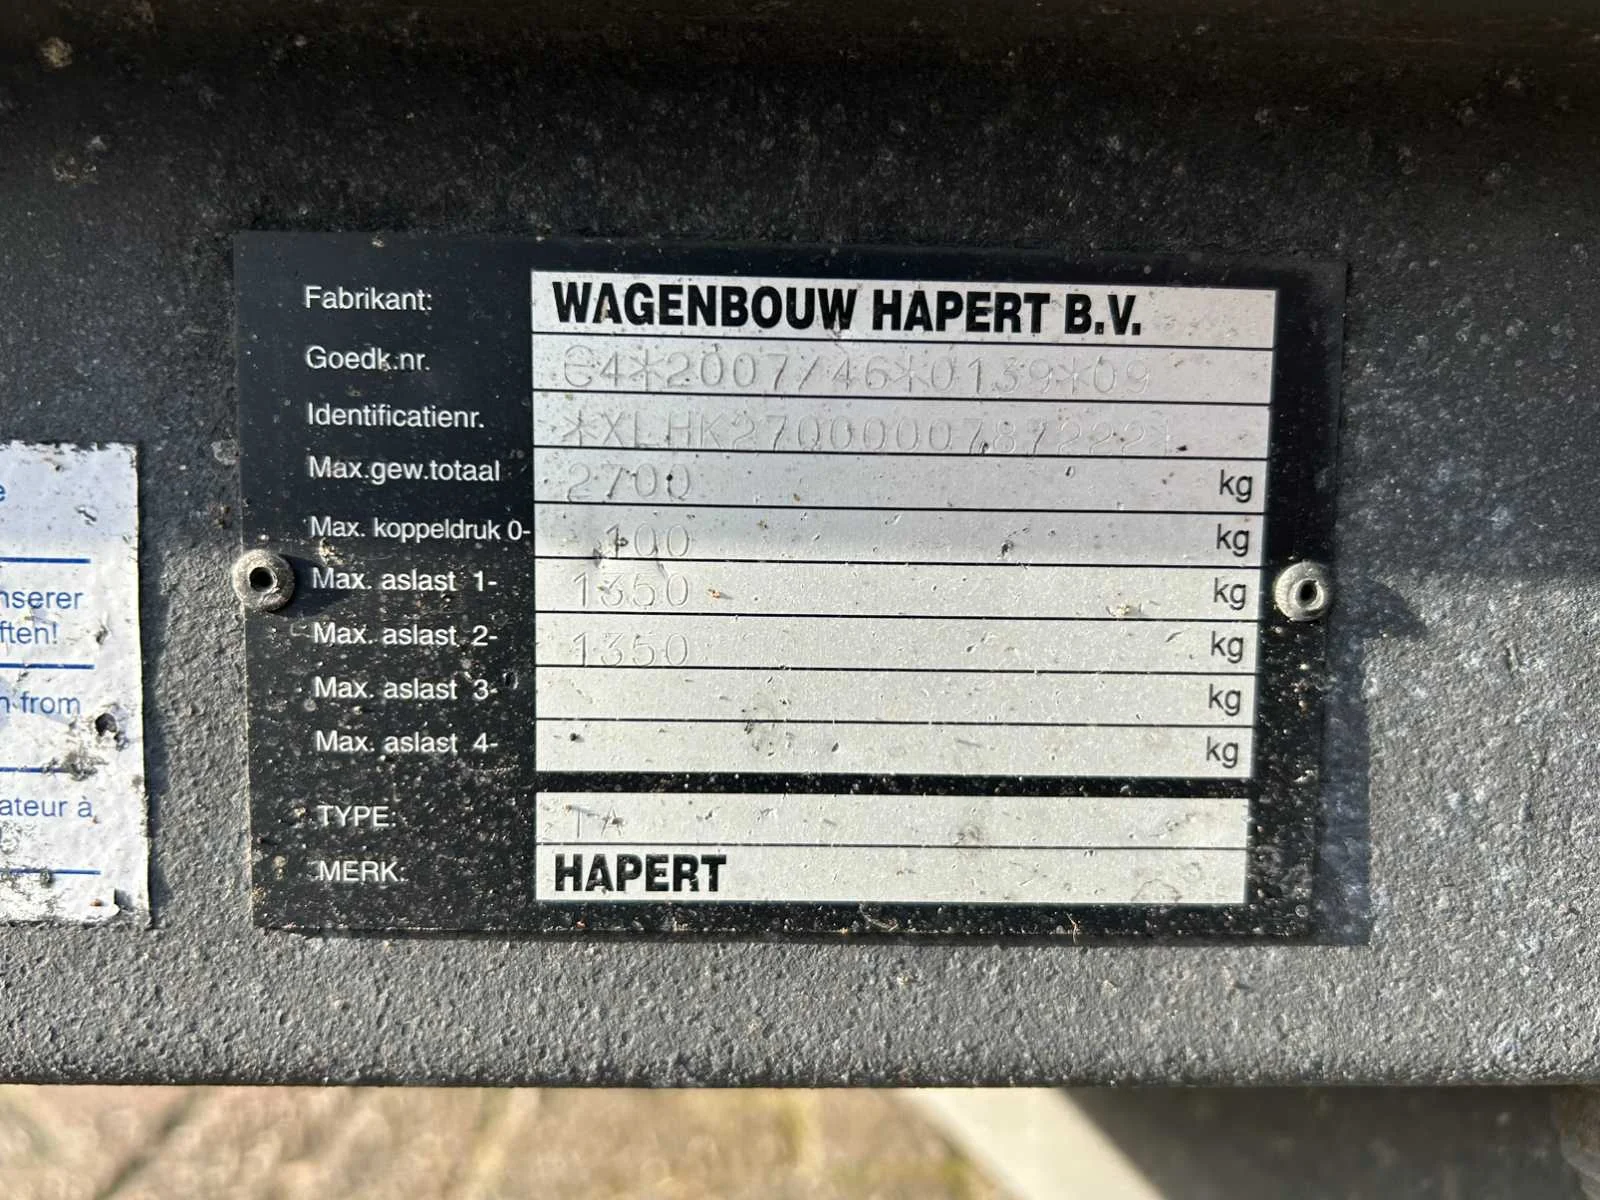 Fabrikant: WAGENBOUW HAPERT B.V.
Goedk.nr. e4*2007/46*0139*09
Identificatienr.
Max.gew.totaal 2700 kg
Max. koppeldruk 0- 100 kg
Max. aslast 1- 1350 kg
Max. aslast 2- 1350 kg
Max. aslast 3- kg
Max. aslast 4- kg
TYPE: TA
MERK: HAPERT
nserer
ften!
from
ateur à